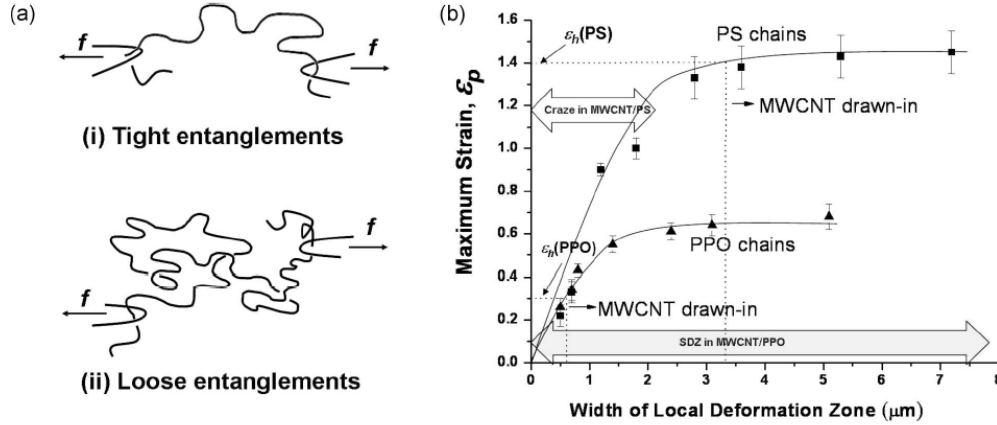 (a)
f
f
(i) Tight entanglements
f
f
(ii) Loose entanglements
(b)
Maximum Strain, εp
1.6
1.4
1.2
1.0
0.8
0.6
0.4
0.2
0.0
εh(PS)
PS chains
MWCNT drawn-in
Craze in MWCNT/PS
εh(PPO)
PPO chains
MWCNT drawn-in
SDZ in MWCNT/PPO
0 1 2 3 4 5 6 7 8
Width of Local Deformation Zone (μm)